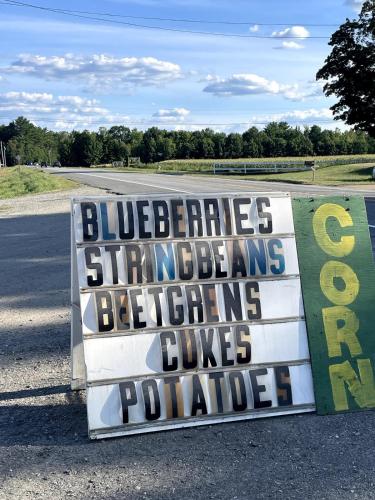 BLUEBERRIES
STRINGBEANS
BEETGRENS
CUKES
POTATOES
CORN